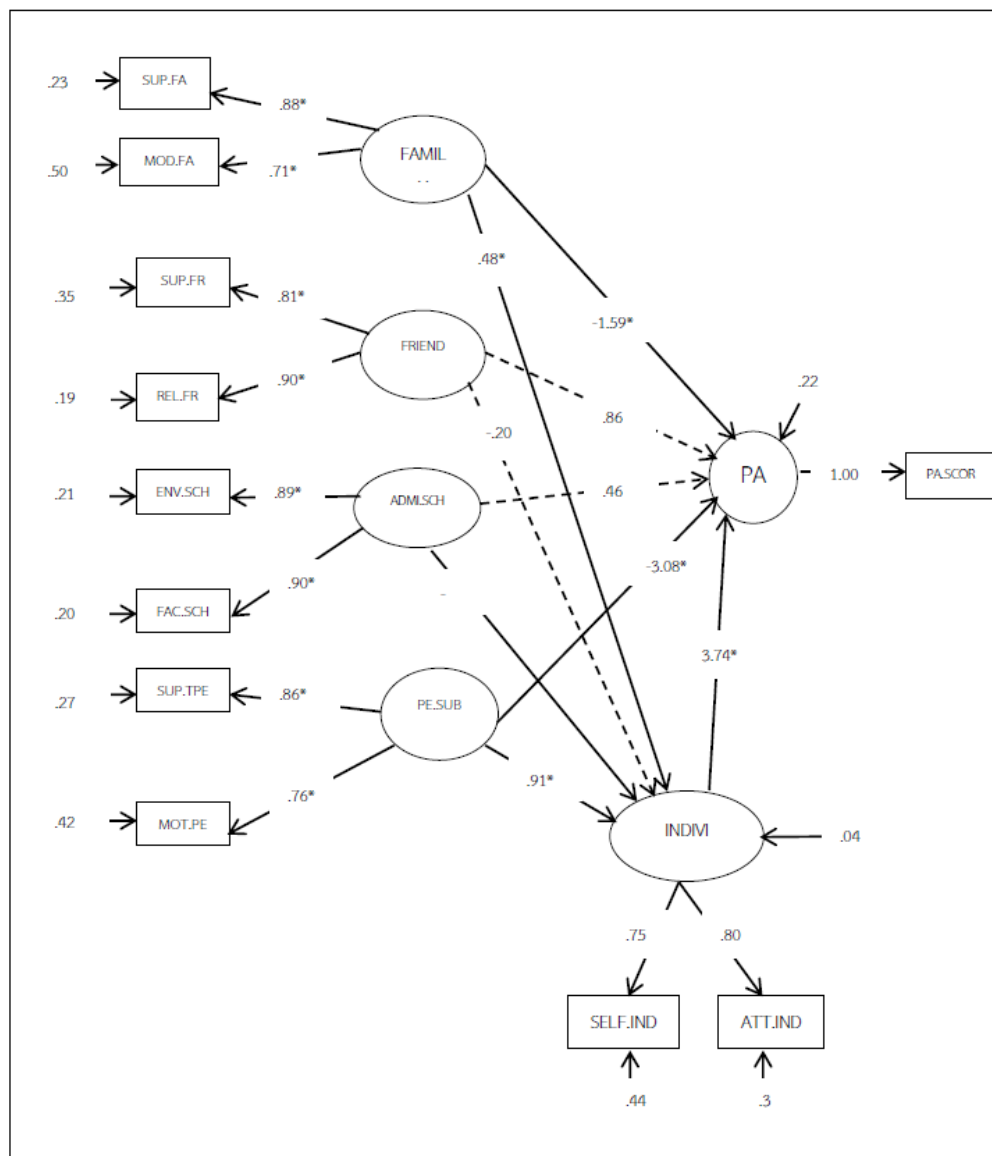 .23
SUP.FA
.88*
.50
MOD.FA
.71*
FAMIL
.48*
-1.59*
.35
SUP.FR
.81*
FRIEND
.19
REL.FR
.90*
-.20
.86
.22
PA
1.00
PA.SCOR
.21
ENV.SCH
.89*
ADMI.SCH
.46
-3.08*
.20
FAC.SCH
.90*
-
3.74*
.27
SUP.TPE
.86*
PE.SUB
.91*
.42
MOT.PE
.76*
INDIVI
.04
.75
.80
SELF.IND
ATT.IND
.44
.3